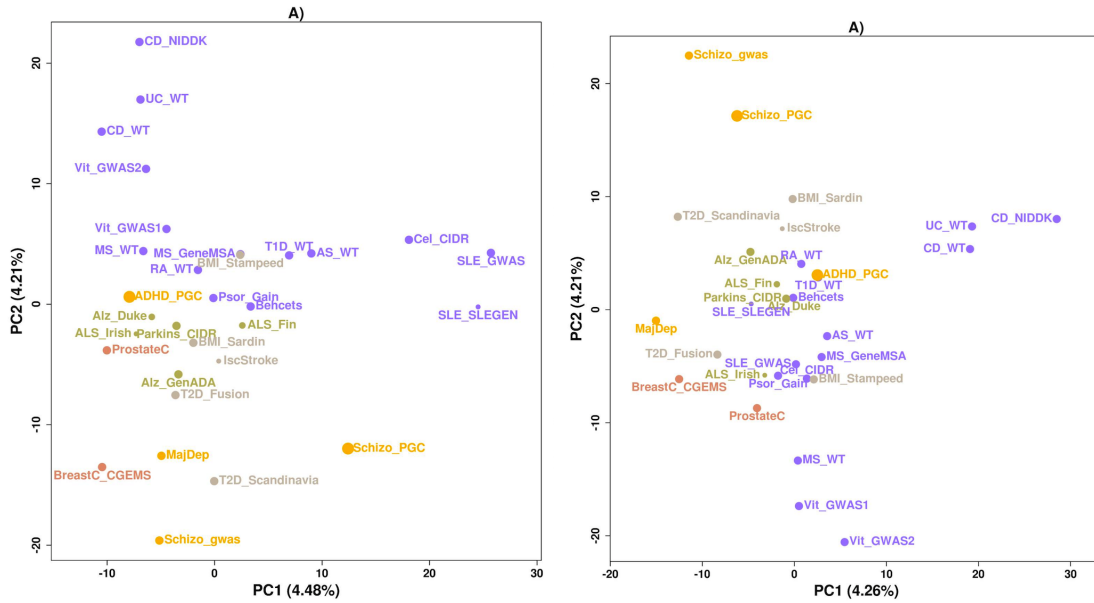 A)
CD_NIDDK
20
UC_WT
CD_WT
Vit_GWAS2
10
Vit_GWAS1
MS_WT
MS_GeneMSA
T1D_WT
AS_WT
Cel_CIDR
BMI_Stampeed
SLE_GWAS
RA_WT
ADHD_PGC
Psor_Gain
Behcets
SLE_SLEGEN
0
Alz_Duke
ALS_Irish
Parkins_CIDR
ALS_Fin
BMI_Sardin
ProstateC
IscStroke
Alz_GenADA
T2D_Fusion
-10
MajDep
Schizo_PGC
BreastC_CGEMS
T2D_Scandinavia
Schizo_gwas
-20
PC2 (4.21%)
-10 0 10 20 30
PC1 (4.48%)
A)
Schizo_gwas
20
Schizo_PGC
10
BMI_Sardin
T2D_Scandinavia
IscStroke
UC_WT
CD_NIDDK
CD_WT
Alz_GenADA
RA_WT
ADHD_PGC
ALS_Fin
T1D_WT
Parkins_CIDR
Behcets
Alz_Duke
SLE_SLEGEN
0
MajDep
AS_WT
T2D_Fusion
MS_GeneMSA
SLE_GWAS
Cel_CIDR
ALS_Irish
Psor_Gain
BMI_Stampeed
BreastC_CGEMS
ProstateC
-10
MS_WT
Vit_GWAS1
Vit_GWAS2
-20
PC2 (4.21%)
-20 -10 0 10 20 30
PC1 (4.26%)